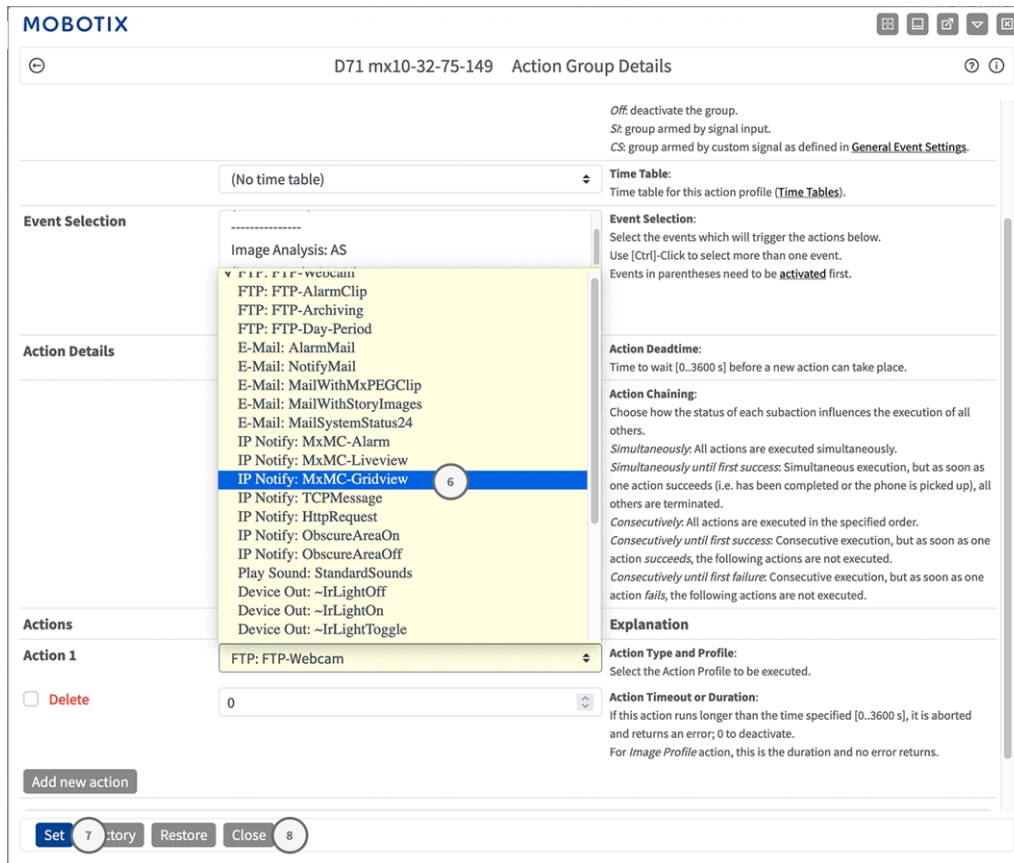 MOBOTIX
D71 mx10-32-75-149 Action Group Details
Off: deactivate the group.
SI: group armed by signal input.
CS: group armed by custom signal as defined in General Event Settings.
(No time table)
Time Table:
Time table for this action profile (Time Tables).
Event Selection
---------------
Image Analysis: AS
Event Selection:
Select the events which will trigger the actions below.
Use [Ctrl]-Click to select more than one event.
Events in parentheses need to be activated first.
FTP: FTP-Webcam
FTP: FTP-AlarmClip
FTP: FTP-Archiving
FTP: FTP-Day-Period
E-Mail: AlarmMail
E-Mail: NotifyMail
E-Mail: MailWithMxPEGClip
E-Mail: MailWithStoryImages
E-Mail: MailSystemStatus24
IP Notify: MxMC-Alarm
IP Notify: MxMC-Liveview
IP Notify: MxMC-Gridview 6
IP Notify: TCPMessage
IP Notify: HttpRequest
IP Notify: ObscureAreaOn
IP Notify: ObscureAreaOff
Play Sound: StandardSounds
Device Out: ~IrLightOff
Device Out: ~IrLightOn
Device Out: ~IrLightToggle
Action Details
Action Deadtime:
Time to wait [0..3600 s] before a new action can take place.
Action Chaining:
Choose how the status of each subaction influences the execution of all
others.
Simultaneously: All actions are executed simultaneously.
Simultaneously until first success: Simultaneous execution, but as soon as
one action succeeds (i.e. has been completed or the phone is picked up), all
others are terminated.
Consecutively: All actions are executed in the specified order.
Consecutively until first success: Consecutive execution, but as soon as one
action succeeds, the following actions are not executed.
Consecutively until first failure: Consecutive execution, but as soon as one
action fails, the following actions are not executed.
Actions
Explanation
Action 1
FTP: FTP-Webcam
Action Type and Profile:
Select the Action Profile to be executed.
Delete
0
Action Timeout or Duration:
If this action runs longer than the time specified [0..3600 s], it is aborted
and returns an error; 0 to deactivate.
For Image Profile action, this is the duration and no error returns.
Add new action
Set 7 tory Restore Close 8